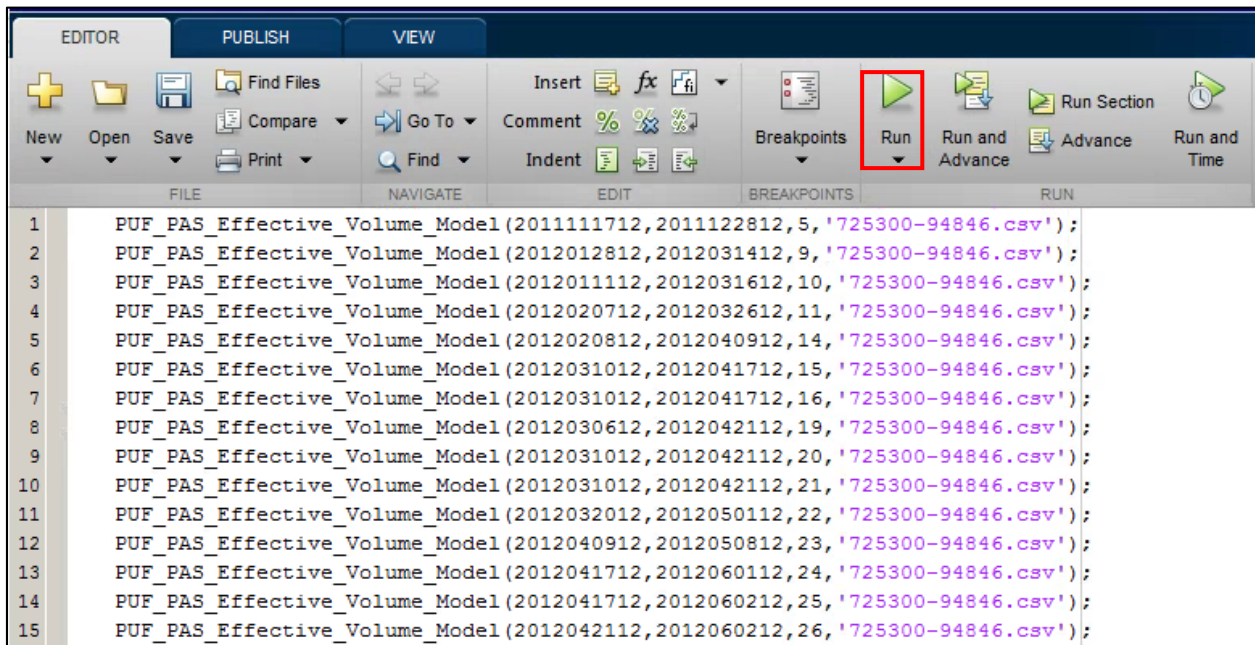 EDITOR PUBLISH VIEW
New
Open
Save
Find Files
Compare
Print
FILE
Go To
Find
NAVIGATE
Insert fx fi
Comment % % %
Indent
EDIT
Breakpoints
BREAKPOINTS
Run
Run and
Advance
Run Section
Advance
Run and
Time
RUN
1 PUF_PAS_Effective_Volume_Model(2011111712,2011122812,5,'725300-94846.csv');
2 PUF_PAS_Effective_Volume_Model(2012012812,2012031412,9,'725300-94846.csv');
3 PUF_PAS_Effective_Volume_Model(2012011112,2012031612,10,'725300-94846.csv');
4 PUF_PAS_Effective_Volume_Model(2012020712,2012032612,11,'725300-94846.csv');
5 PUF_PAS_Effective_Volume_Model(2012020812,2012040912,14,'725300-94846.csv');
6 PUF_PAS_Effective_Volume_Model(2012031012,2012041712,15,'725300-94846.csv');
7 PUF_PAS_Effective_Volume_Model(2012031012,2012041712,16,'725300-94846.csv');
8 PUF_PAS_Effective_Volume_Model(2012030612,2012042112,19,'725300-94846.csv');
9 PUF_PAS_Effective_Volume_Model(2012031012,2012042112,20,'725300-94846.csv');
10 PUF_PAS_Effective_Volume_Model(2012031012,2012042112,21,'725300-94846.csv');
11 PUF_PAS_Effective_Volume_Model(2012032012,2012050112,22,'725300-94846.csv');
12 PUF_PAS_Effective_Volume_Model(2012040912,2012050812,23,'725300-94846.csv');
13 PUF_PAS_Effective_Volume_Model(2012041712,2012060112,24,'725300-94846.csv');
14 PUF_PAS_Effective_Volume_Model(2012041712,2012060212,25,'725300-94846.csv');
15 PUF_PAS_Effective_Volume_Model(2012042112,2012060212,26,'725300-94846.csv');